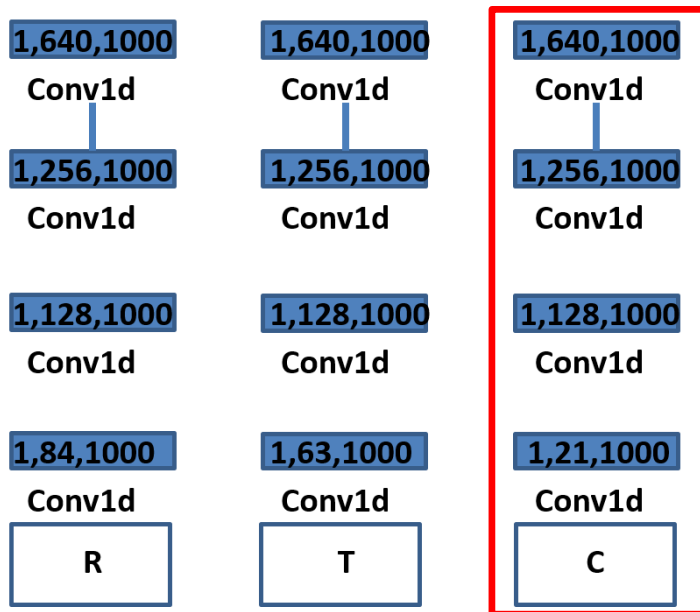 1,640,1000 1,640,1000 1,640,1000
Conv1d Conv1d Conv1d
1,256,1000 1,256,1000 1,256,1000
Conv1d Conv1d Conv1d
1,128,1000 1,128,1000 1,128,1000
Conv1d Conv1d Conv1d
1,84,1000 1,63,1000 1,21,1000
Conv1d Conv1d Conv1d
R T C